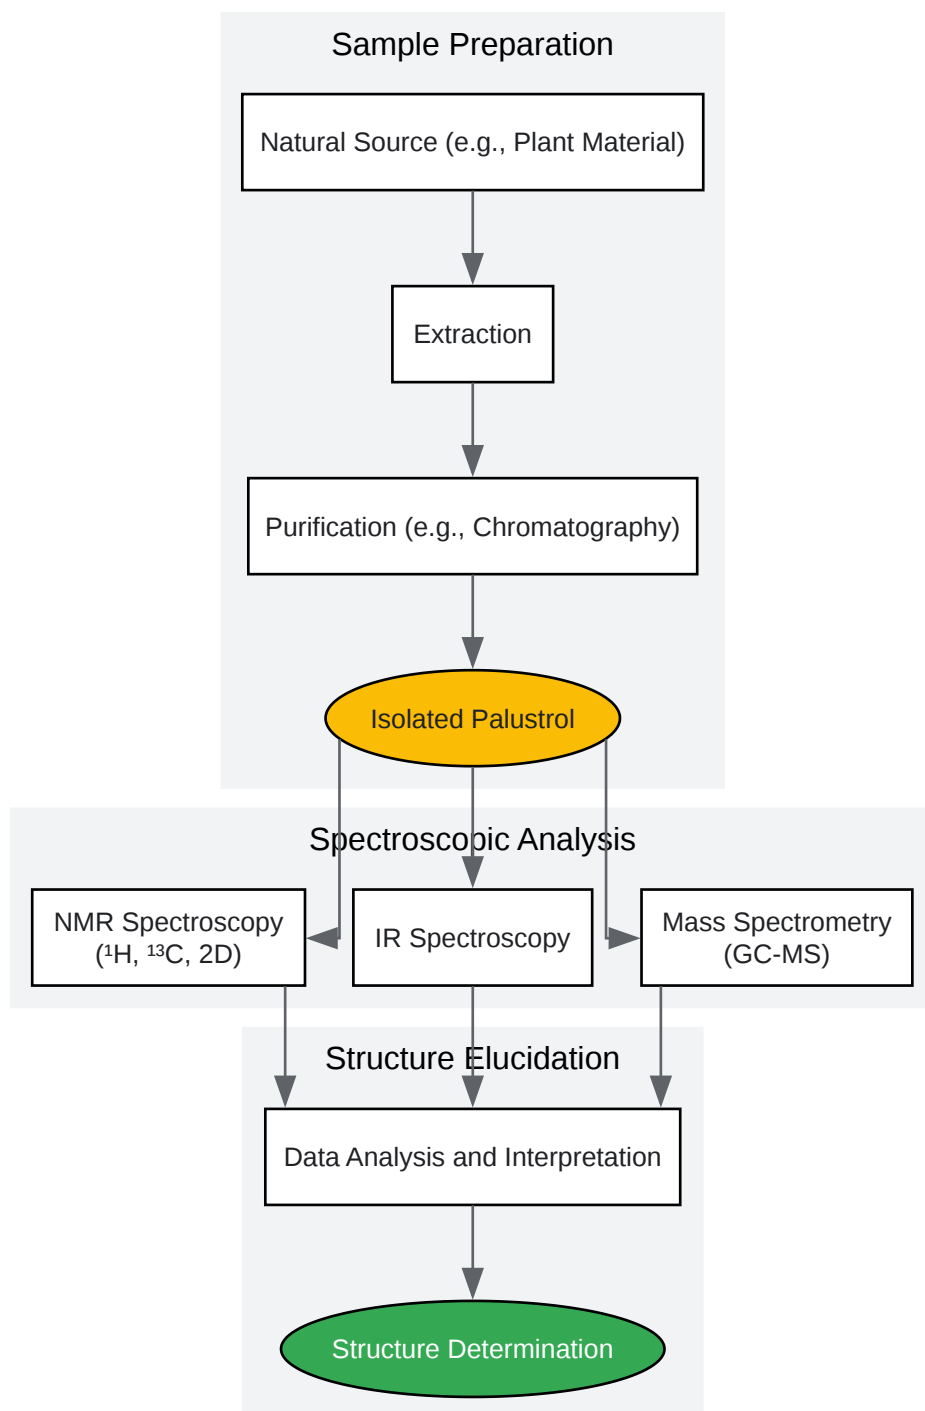 Sample Preparation
Natural Source (e.g., Plant Material)
Extraction
Purification (e.g., Chromatography)
Isolated Palustrol
Spectroscopic Analysis
NMR Spectroscopy
(¹H, ¹³C, 2D)
IR Spectroscopy
Mass Spectrometry
(GC-MS)
Structure Elucidation
Data Analysis and Interpretation
Structure Determination